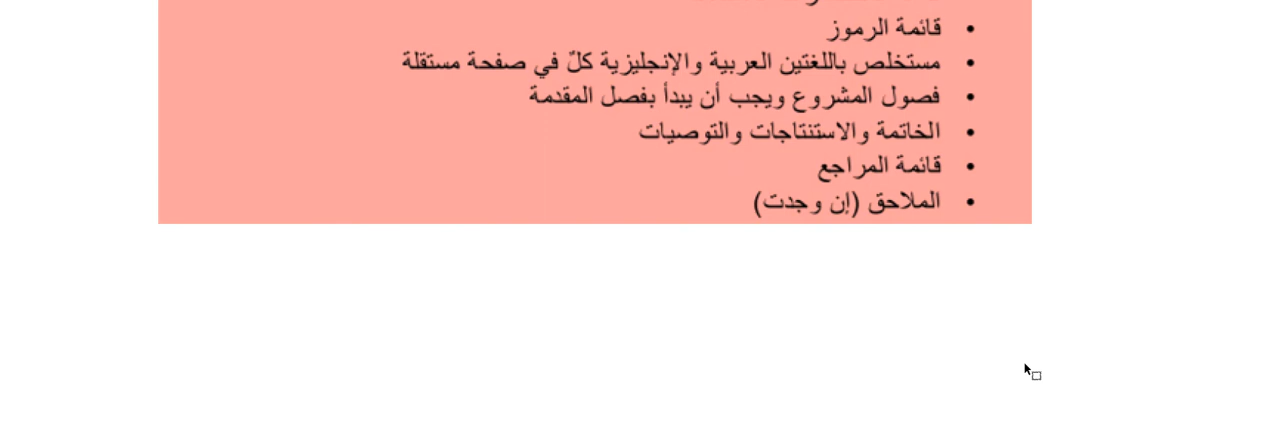 • قائمة الرموز
• مستخلص باللغتين العربية والإنجليزية كلٌ في صفحة مستقلة
• فصول المشروع ويجب أن يبدأ بفصل المقدمة
• الخاتمة والاستنتاجات والتوصيات
• قائمة المراجع
• الملاحق (إن وجدت)